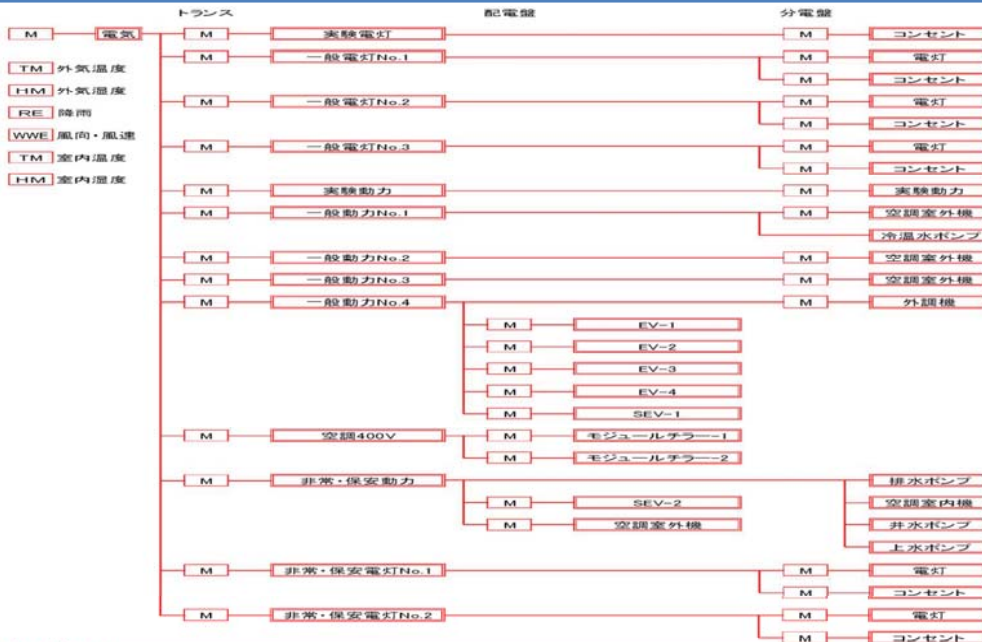 トランス 配電盤 分電盤
M 電気 M 実験電灯 M コンセント
M 一般電灯No.1 M 電灯
TM 外気温度
M コンセント
HM 外気湿度
M 一般電灯No.2 M 電灯
RE 降雨
M コンセント
WWE 風向・風速
M 一般電灯No.3 M 電灯
TM 室内温度
M コンセント
HM 室内湿度
M 実験動力 M 実験動力
M 一般動力No.1 M 空調室外機
冷温水ポンプ
M 一般動力No.2 M 空調室外機
M 一般動力No.3 M 空調室外機
M 一般動力No.4 M 外調機
M EV-1
M EV-2
M EV-3
M EV-4
M SEV-1
M 空調400V M モジュールチラー-1
M モジュールチラー-2
M 非常・保安動力 排水ポンプ
M SEV-2 空調室内機
M 空調室外機 井水ポンプ
上水ポンプ
M 非常・保安電灯No.1 M 電灯
M コンセント
M 非常・保安電灯No.2 M 電灯
M コンセント